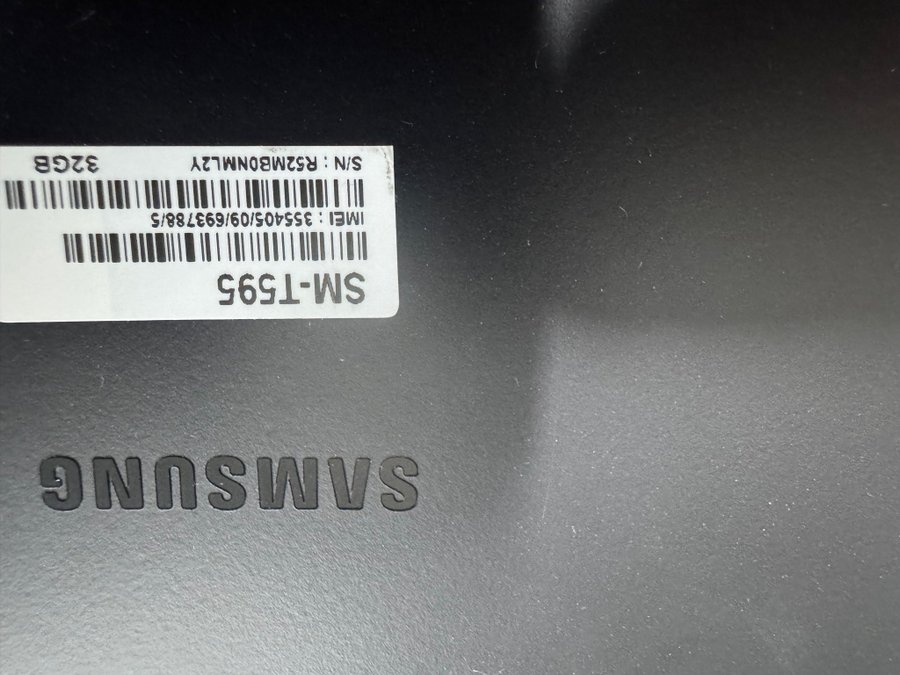 SAMSUNG
SM-T595
IMEI : 355405/09/693788/5
S/N : R52MB0NML2Y 32GB